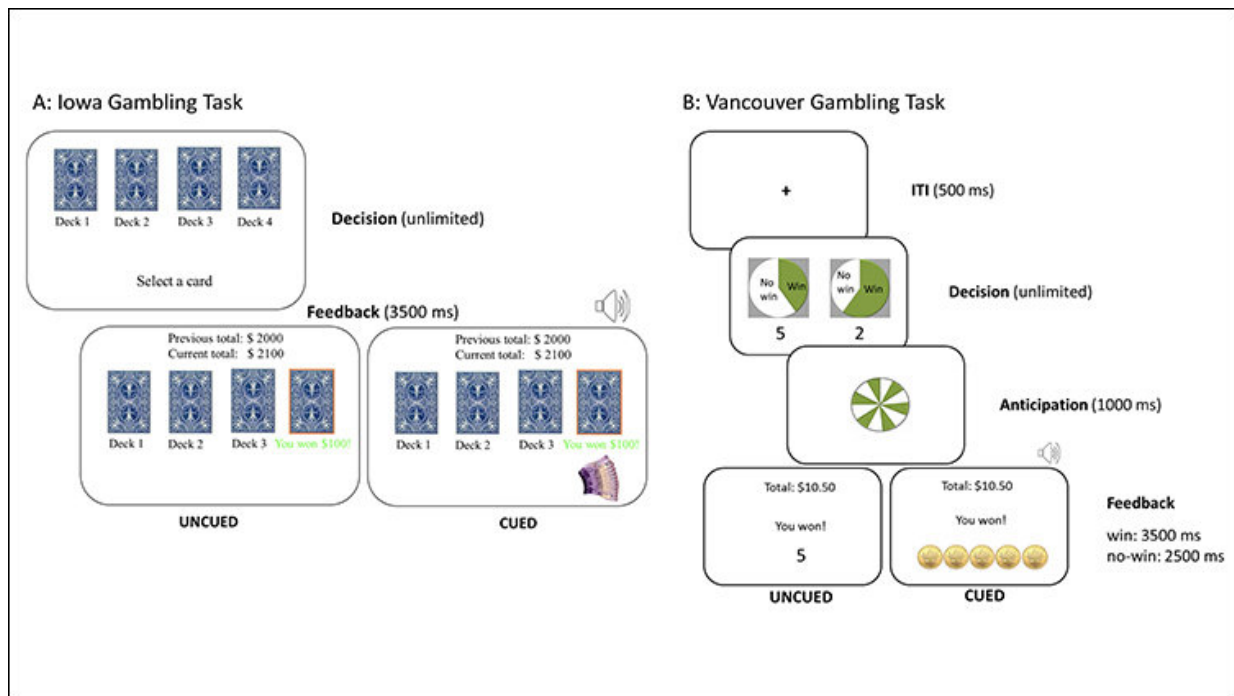 A: Iowa Gambling Task
Deck 1 Deck 2 Deck 3 Deck 4
Select a card
Decision (unlimited)
Feedback (3500 ms)
Previous total: $ 2000
Current total: $ 2100
Deck 1 Deck 2 Deck 3 You won $100!
UNCUED
Previous total: $ 2000
Current total: $ 2100
Deck 1 Deck 2 Deck 3 You won $100!
CUED
B: Vancouver Gambling Task
+
ITI (500 ms)
No win Win No win Win
5 2
Decision (unlimited)
Anticipation (1000 ms)
Total: $10.50
You won!
5
UNCUED
Total: $10.50
You won!
CUED
Feedback
win: 3500 ms
no-win: 2500 ms